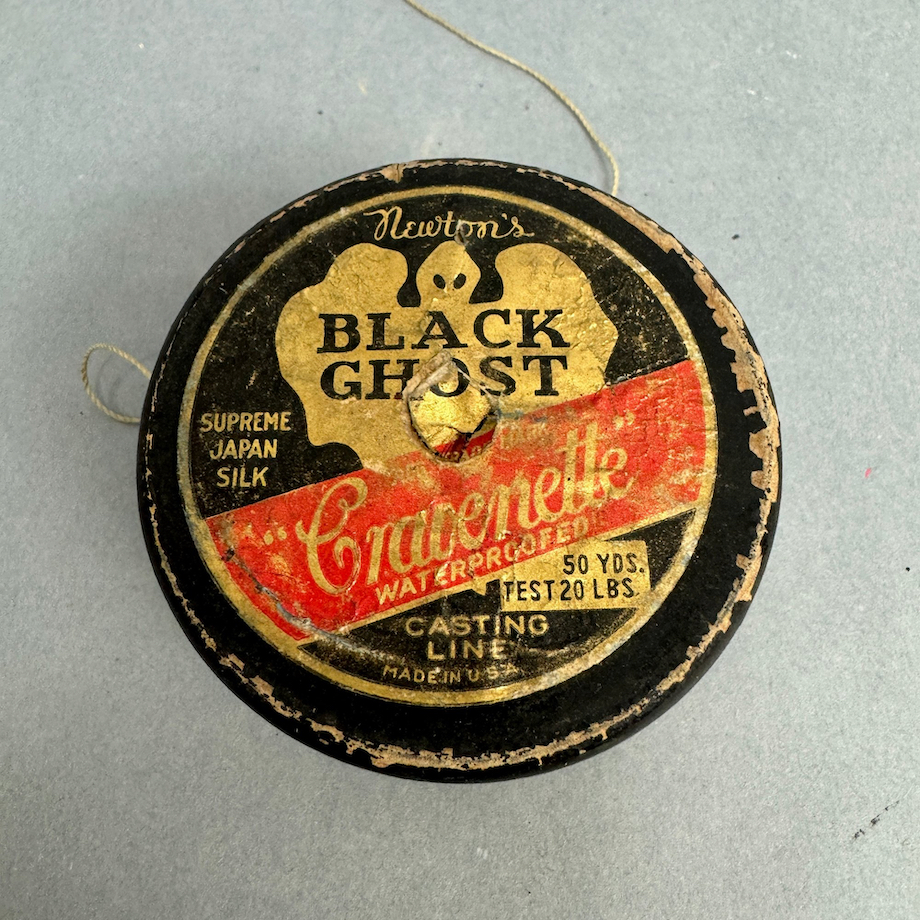 Newton's
BLACK
GHOST
SUPREME
JAPAN
SILK
"Cravenette"
WATERPROOFED
50 YDS.
TEST 20 LBS.
CASTING
LINE
MADE IN U.S.A.